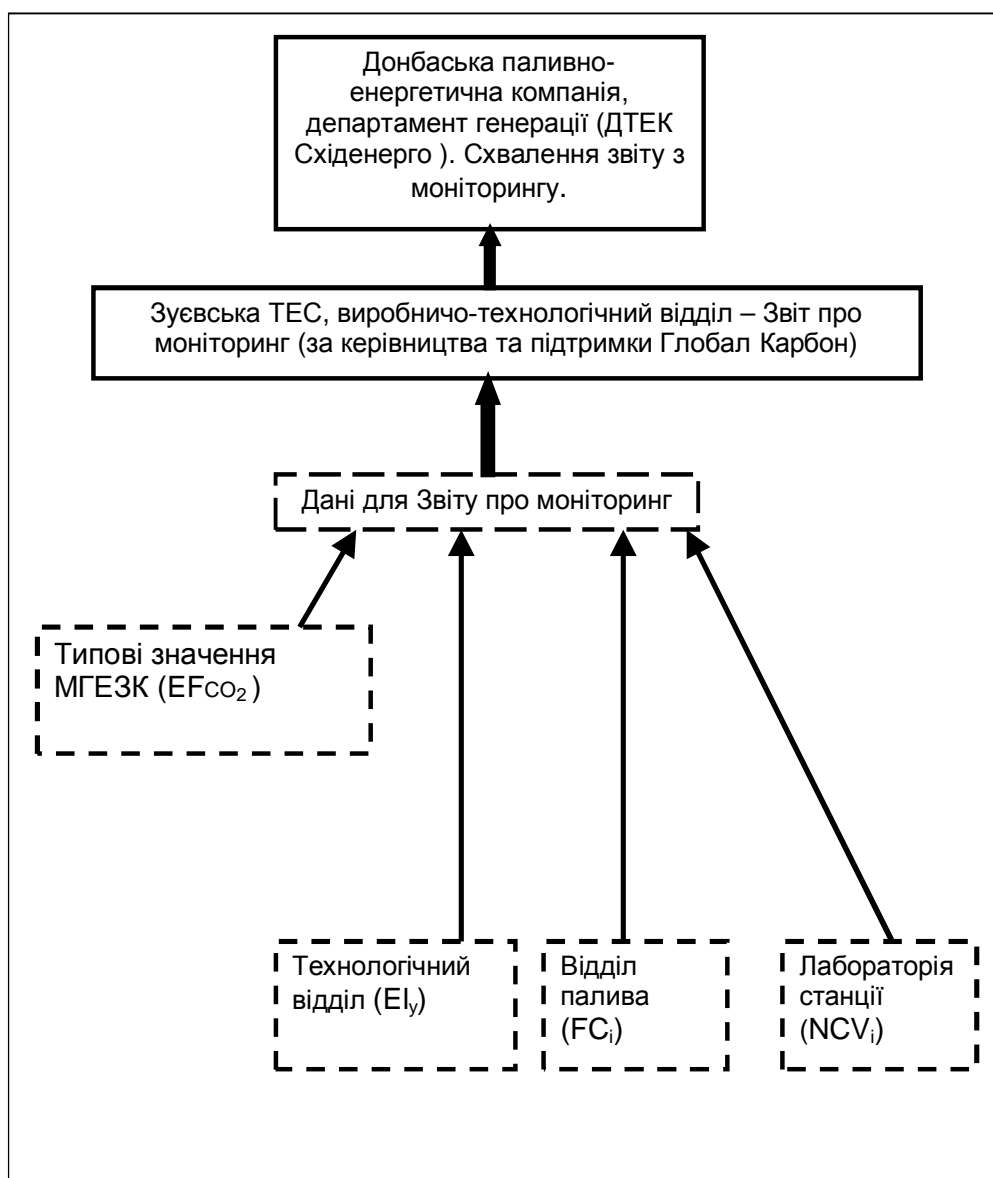 Донбаська паливно-
енергетична компанія,
департамент генерації (ДТЕК
Східенерго ). Схвалення звіту з
моніторингу.
Зуєвська ТЕС, виробничо-технологічний відділ – Звіт про
моніторинг (за керівництва та підтримки Глобал Карбон)
Дані для Звіту про моніторинг
Типові значення
МГЕЗК (EFCO₂ )
Технологічний
відділ (Ely)
Відділ
палива
(FCi)
Лабораторія
станції
(NCVi)